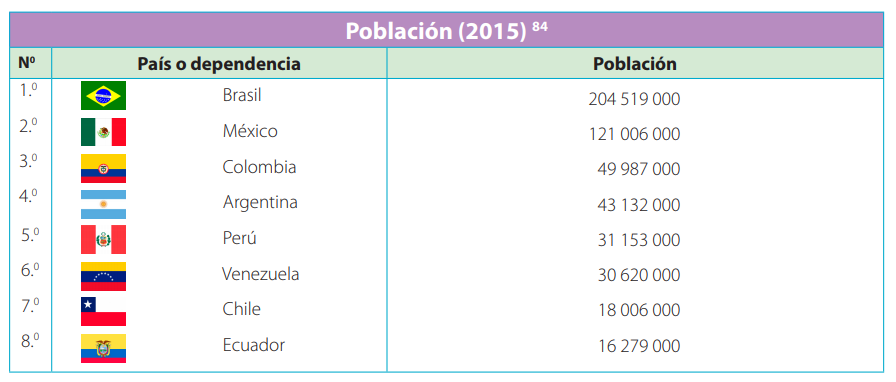 Población (2015) 84
Nº País o dependencia Población
1.º Brasil 204 519 000
2.º México 121 006 000
3.º Colombia 49 987 000
4.º Argentina 43 132 000
5.º Perú 31 153 000
6.º Venezuela 30 620 000
7.º Chile 18 006 000
8.º Ecuador 16 279 000